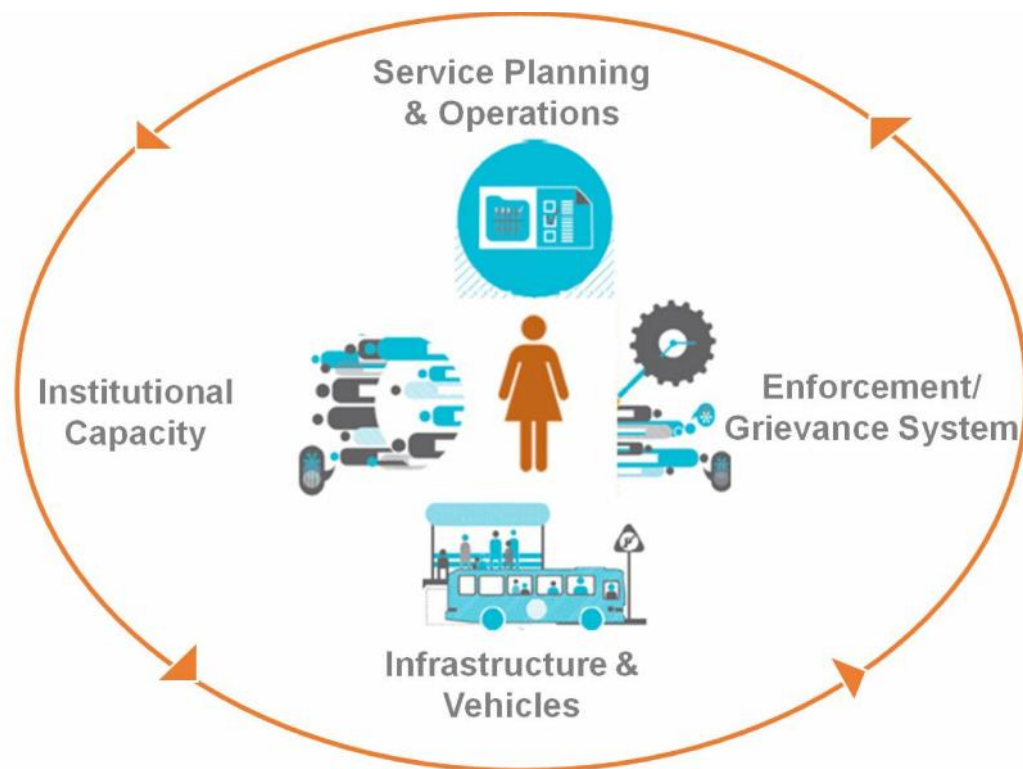 Service Planning
& Operations
Institutional
Capacity
Enforcement/
Grievance System
Infrastructure &
Vehicles